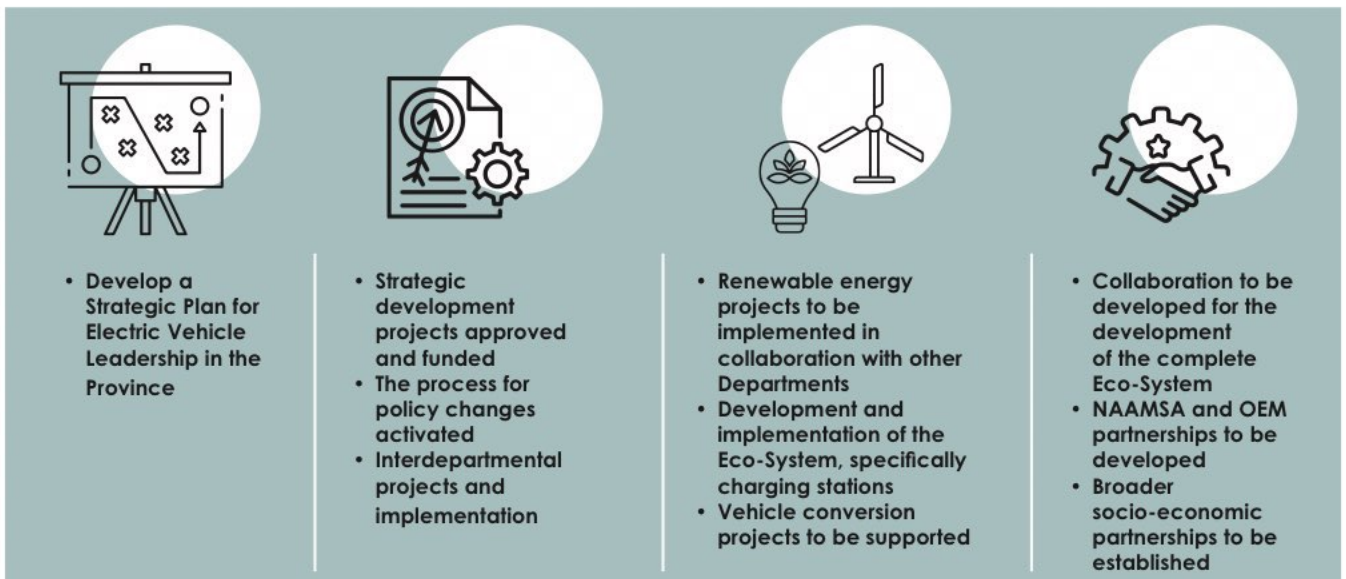 • Develop a
Strategic Plan for
Electric Vehicle
Leadership in the
Province
• Strategic
development
projects approved
and funded
• The process for
policy changes
activated
• Interdepartmental
projects and
implementation
• Renewable energy
projects to be
implemented in
collaboration with other
Departments
• Development and
implementation of the
Eco-System, specifically
charging stations
• Vehicle conversion
projects to be supported
• Collaboration to be
developed for the
development
of the complete
Eco-System
• NAAMSA and OEM
partnerships to be
developed
• Broader
socio-economic
partnerships to be
established